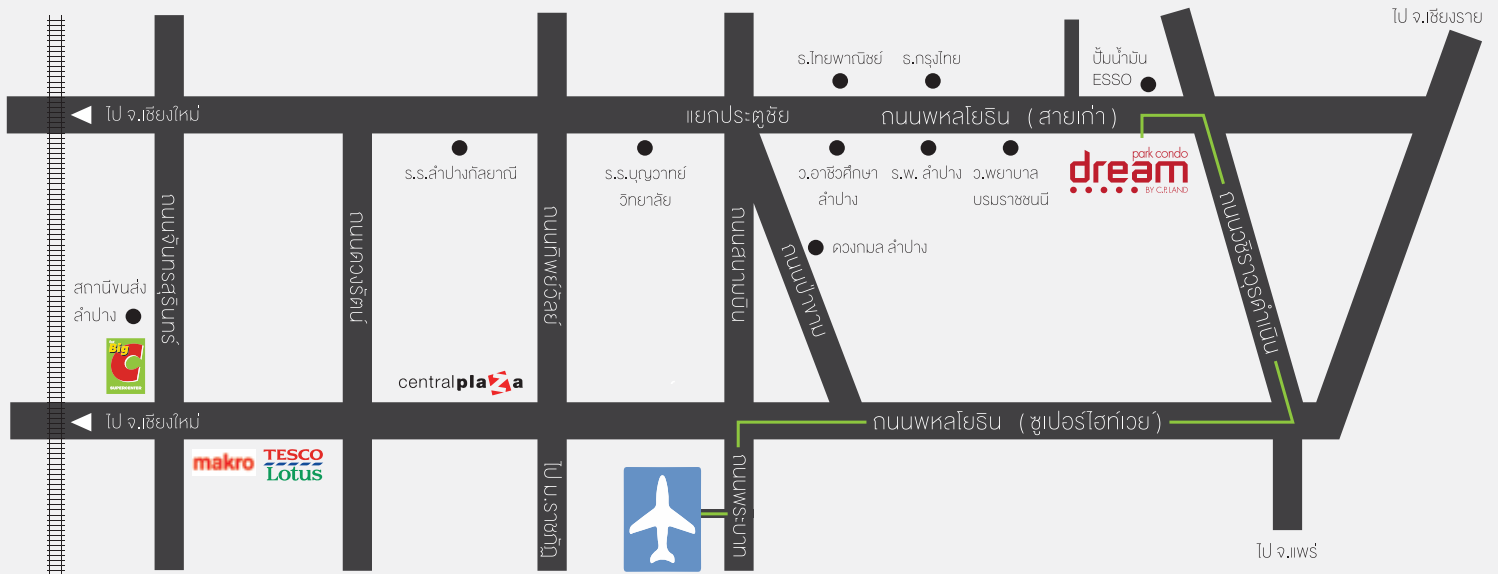 ไป จ.เชียงราย
ธ.ไทยพาณิชย์
ธ.กรุงไทย
ปั๊มน้ำมัน
ESSO
ไป จ.เชียงใหม่
แยกประตูชัย
ถนนพหลโยธิน (สายเก่า)
ร.ร.ลำปางกัลยาณี
ร.ร.บุญวาทย์
วิทยาลัย
ว.อาชีวศึกษา
ลำปาง
ร.พ. ลำปาง
ว.พยาบาล
บรมราชชนนี
park condo
dream
BY C.P.LAND
ถนนจันทรสุรินทร์
ถนนดวงรัตน์
ถนนทิพย์วัลย์
ถนนสนามบิน
ถนนป่าขาม
ดวงกมล ลำปาง
ถนนวชิราวุธดำเนิน
สถานีขนส่ง
ลำปาง
Big
C
SUPERCENTER
centralplaza
ไป จ.เชียงใหม่
ถนนพหลโยธิน (ซูเปอร์ไฮท์เวย์)
makro
TESCO
Lotus
ไป ม.ราชภัฏ
ถนนพระบาท
ไป จ.แพร่